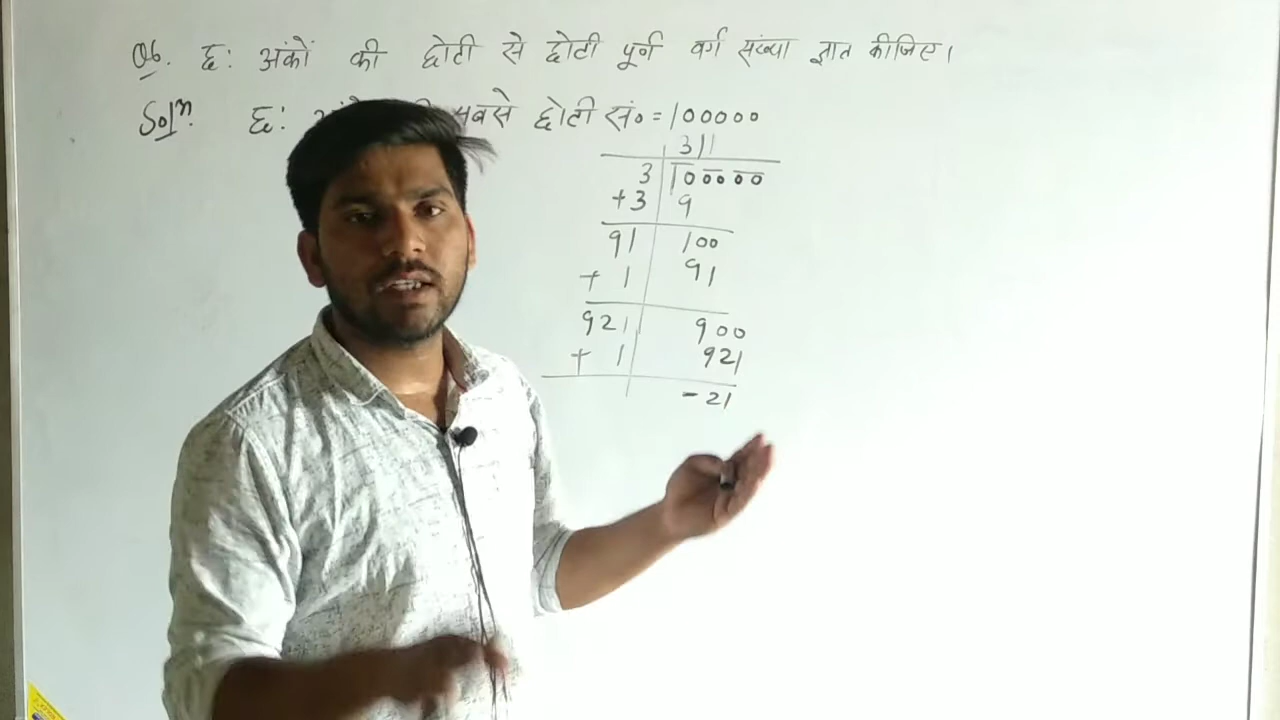 Q6. छः अंकों की छोटी से छोटी पूर्ण वर्ग संख्या ज्ञात कीजिए।
Solⁿ. छः सबसे छोटी सं० = 100000
311
3 100000
+3 9
91 100
+ 1 91
921 900
+ 1 921
-21